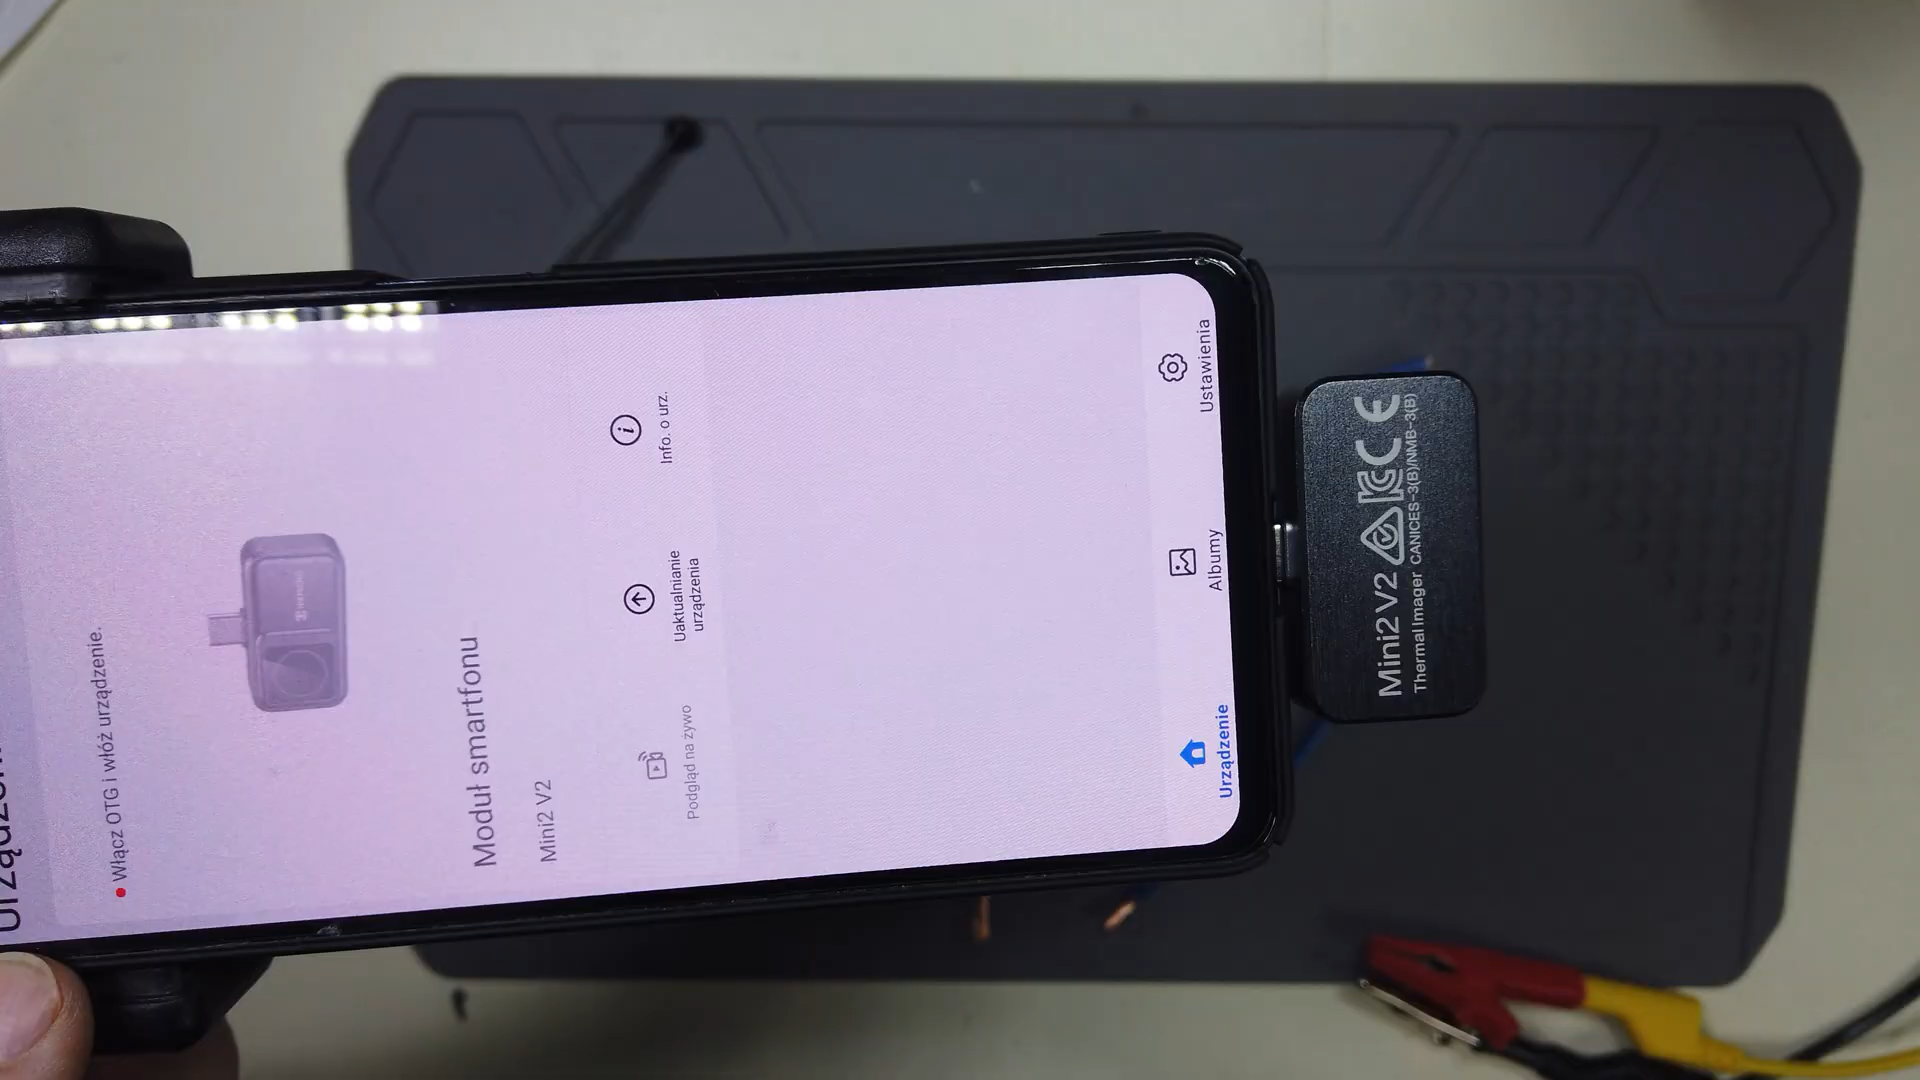 Włącz OTG i włóż urządzenie.
Moduł smartfonu
Mini2 V2
Podgląd na żywo
Uaktualnianie
urządzenia
Info. o urz.
Urządzenie
Albumy
Ustawienia
Mini2 V2
Thermal Imager CANICES-3(B)/NMB-3(B)